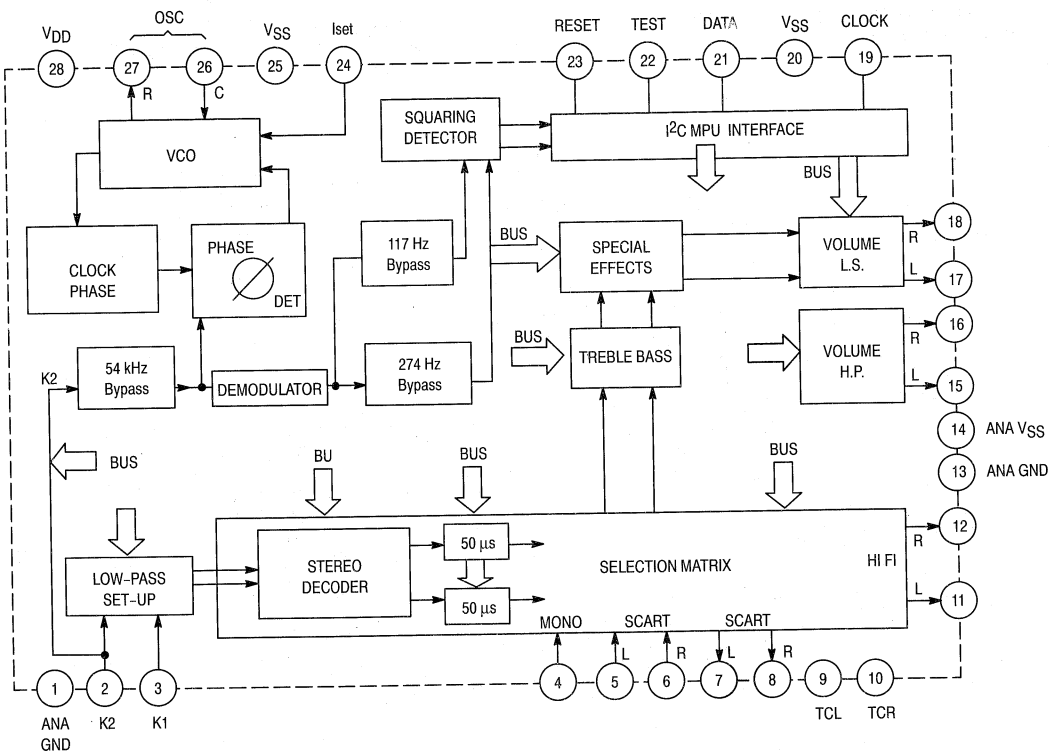 OSC
VDD
VSS
Iset
RESET
TEST
DATA
VSS
CLOCK
28
27
26
25
24
23
22
21
20
19
R
C
VCO
SQUARING
DETECTOR
I2C MPU INTERFACE
BUS
CLOCK
PHASE
PHASE
DET
117 Hz
Bypass
BUS
SPECIAL
EFFECTS
VOLUME
L.S.
R
18
L
17
K2
54 kHz
Bypass
DEMODULATOR
274 Hz
Bypass
BUS
TREBLE BASS
VOLUME
H.P.
R
16
L
15
14
ANA VSS
13
ANA GND
BUS
BU
BUS
BUS
LOW-PASS
SET-UP
STEREO
DECODER
50 μs
50 μs
SELECTION MATRIX
HI FI
R
12
L
11
MONO
SCART
SCART
L
R
L
R
1
2
3
4
5
6
7
8
9
10
ANA
GND
K2
K1
TCL
TCR